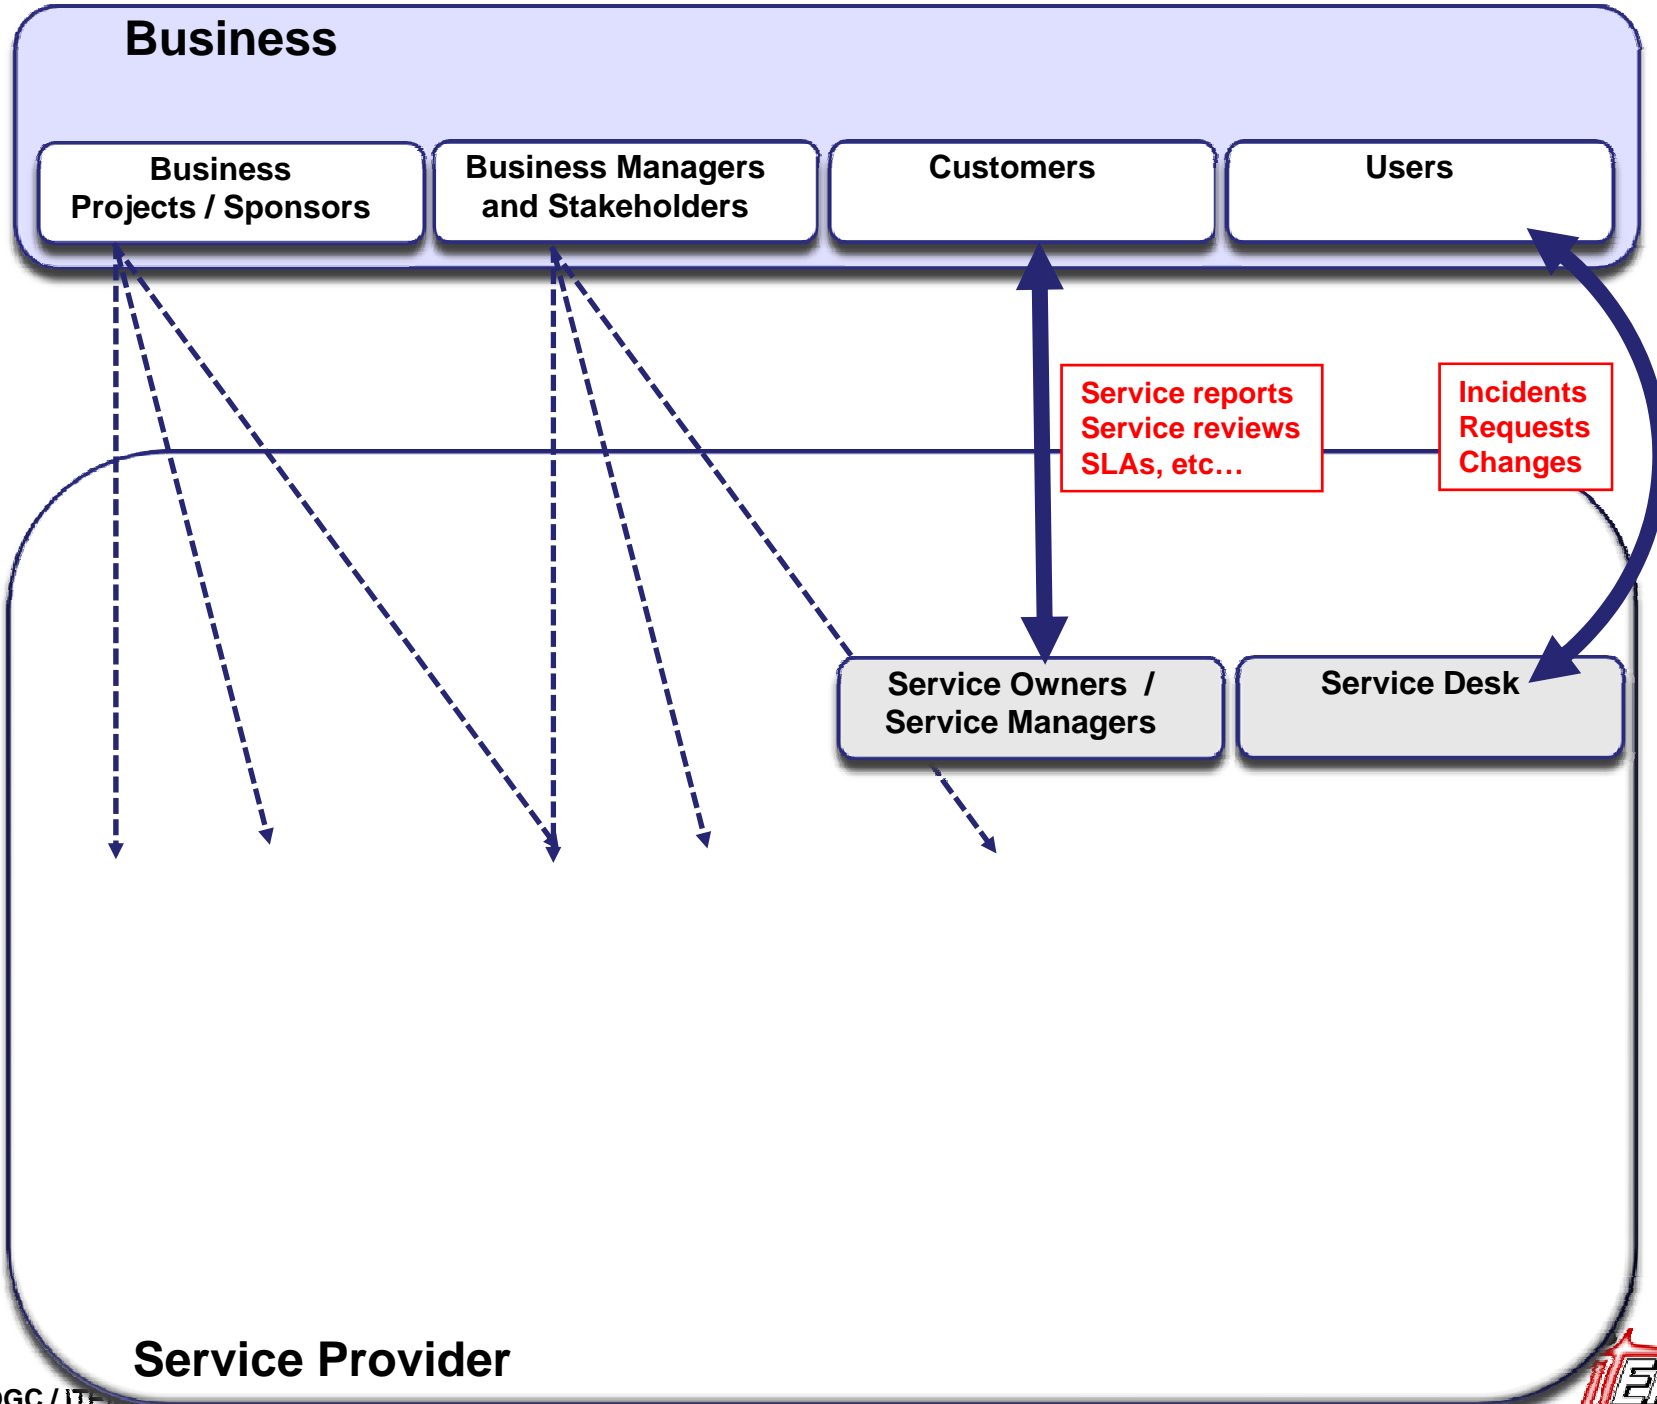 Business
Business
Projects / Sponsors
Business Managers
and Stakeholders
Customers
Users
Service reports
Service reviews
SLAs, etc…
Incidents
Requests
Changes
Service Owners /
Service Managers
Service Desk
Service Provider